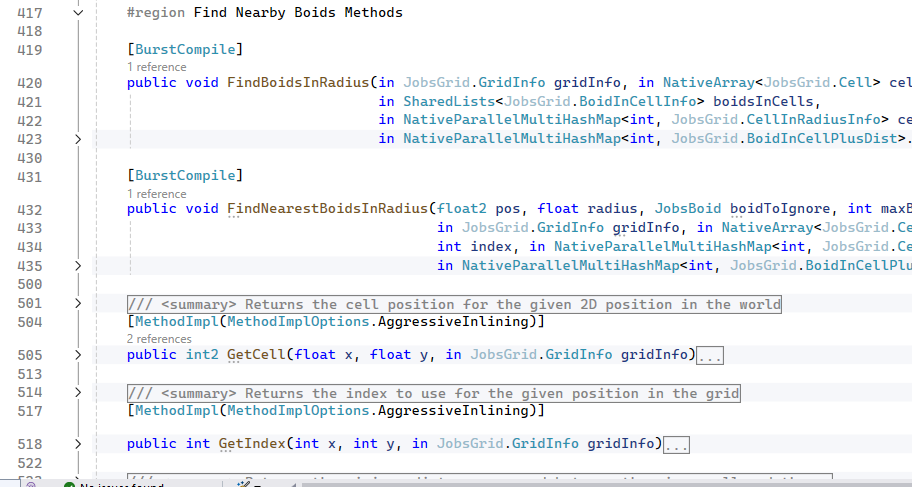 417 #region Find Nearby Boids Methods
418
419 [BurstCompile]
1 reference
420 public void FindBoidsInRadius(in JobsGrid.GridInfo gridInfo, in NativeArray<JobsGrid.Cell> cel
421 in SharedLists<JobsGrid.BoidInCellInfo> boidsInCells,
422 in NativeParallelMultiHashMap<int, JobsGrid.CellInRadiusInfo> ce
423 in NativeParallelMultiHashMap<int, JobsGrid.BoidInCellPlusDist>.
430
431 [BurstCompile]
1 reference
432 public void FindNearestBoidsInRadius(float2 pos, float radius, JobsBoid boidToIgnore, int maxB
433 in JobsGrid.GridInfo gridInfo, in NativeArray<JobsGrid.Ce
434 int index, in NativeParallelMultiHashMap<int, JobsGrid.Ce
435 in NativeParallelMultiHashMap<int, JobsGrid.BoidInCellPlu
500
501 /// <summary> Returns the cell position for the given 2D position in the world
504 [MethodImpl(MethodImplOptions.AggressiveInlining)]
2 references
505 public int2 GetCell(float x, float y, in JobsGrid.GridInfo gridInfo)...
513
514 /// <summary> Returns the index to use for the given position in the grid
517 [MethodImpl(MethodImplOptions.AggressiveInlining)]
518 public int GetIndex(int x, int y, in JobsGrid.GridInfo gridInfo)...
522
No issues found